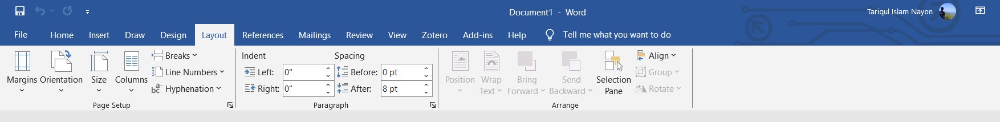 Document1 - Word
Tariqul Islam Nayon
File Home Insert Draw Design Layout References Mailings Review View Zotero Add-ins Help Tell me what you want to do
Margins
Orientation
Size
Columns
Breaks
Line Numbers
Hyphenation
Page Setup
Indent
Left: 0"
Right: 0"
Spacing
Before: 0 pt
After: 8 pt
Paragraph
Position
Wrap
Text
Bring
Forward
Send
Backward
Selection
Pane
Align
Group
Rotate
Arrange